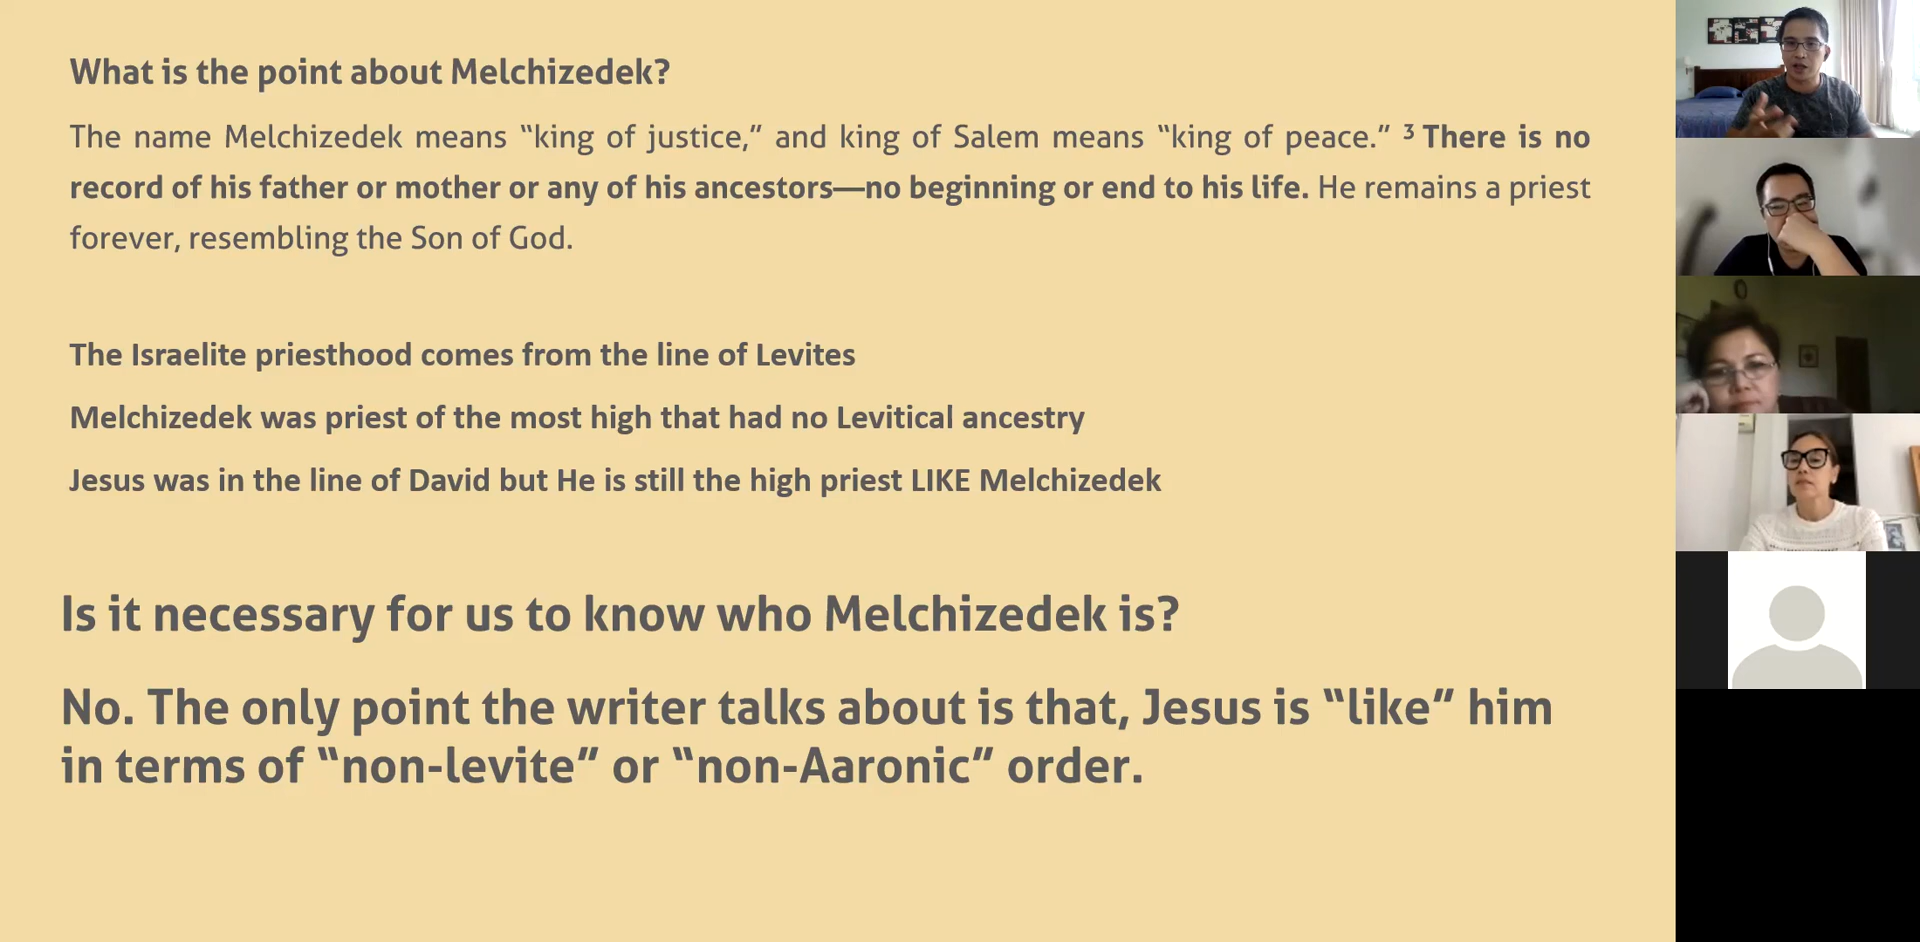 What is the point about Melchizedek?
The name Melchizedek means “king of justice,” and king of Salem means “king of peace.” ³ There is no
record of his father or mother or any of his ancestors—no beginning or end to his life. He remains a priest
forever, resembling the Son of God.
The Israelite priesthood comes from the line of Levites
Melchizedek was priest of the most high that had no Levitical ancestry
Jesus was in the line of David but He is still the high priest LIKE Melchizedek
Is it necessary for us to know who Melchizedek is?
No. The only point the writer talks about is that, Jesus is “like” him
in terms of “non-levite” or “non-Aaronic” order.